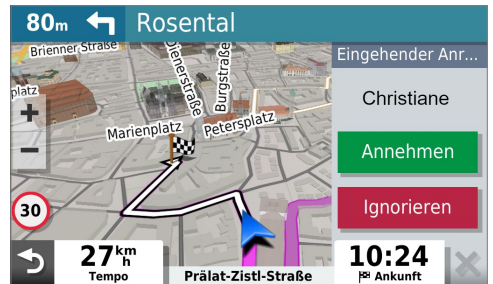 80m
Rosental
Eingehender Anr...
Brienner Straße
Dienerstraße
Burgstraße
platz
Marienplatz
Petersplatz
Christiane
Annehmen
Ignorieren
30
27 km/h
Tempo
Prälat-Zistl-Straße
10:24
Ankunft